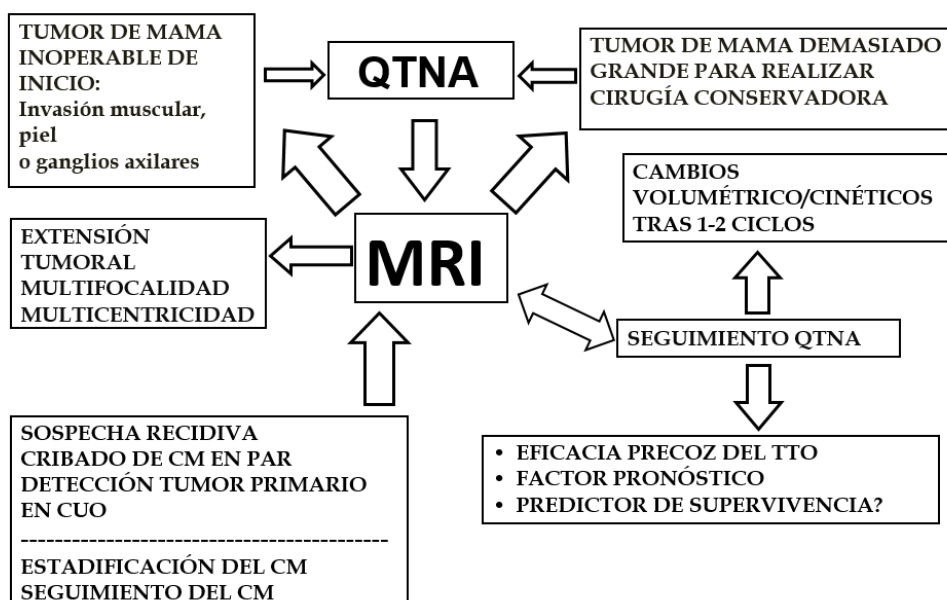 TUMOR DE MAMA
INOPERABLE DE
INICIO:
Invasión muscular,
piel
o ganglios axilares
QTNA
TUMOR DE MAMA DEMASIADO
GRANDE PARA REALIZAR
CIRUGÍA CONSERVADORA
CAMBIOS
VOLUMÉTRICO/CINÉTICOS
TRAS 1-2 CICLOS
EXTENSIÓN
TUMORAL
MULTIFOCALIDAD
MULTICENTRICIDAD
MRI
SEGUIMIENTO QTNA
SOSPECHA RECIDIVA
CRIBADO DE CM EN PAR
DETECCIÓN TUMOR PRIMARIO
EN CUO
--------------------------------------------
ESTADIFICACIÓN DEL CM
SEGUIMIENTO DEL CM
• EFICACIA PRECOZ DEL TTO
• FACTOR PRONÓSTICO
• PREDICTOR DE SUPERVIVENCIA?